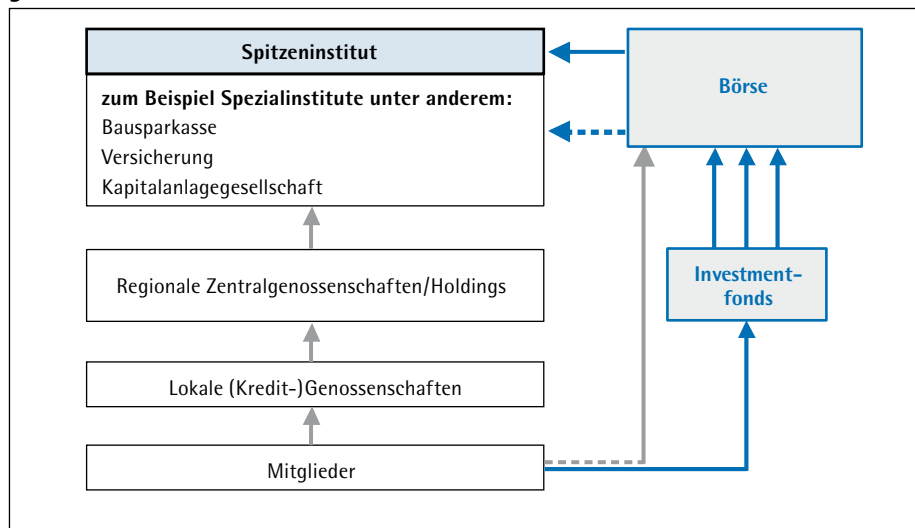 Spitzeninstitut
zum Beispiel Spezialinstitute unter anderem:
Bausparkasse
Versicherung
Kapitalanlagegesellschaft
Börse
Regionale Zentralgenossenschaften/Holdings
Investment-
fonds
Lokale (Kredit-)Genossenschaften
Mitglieder